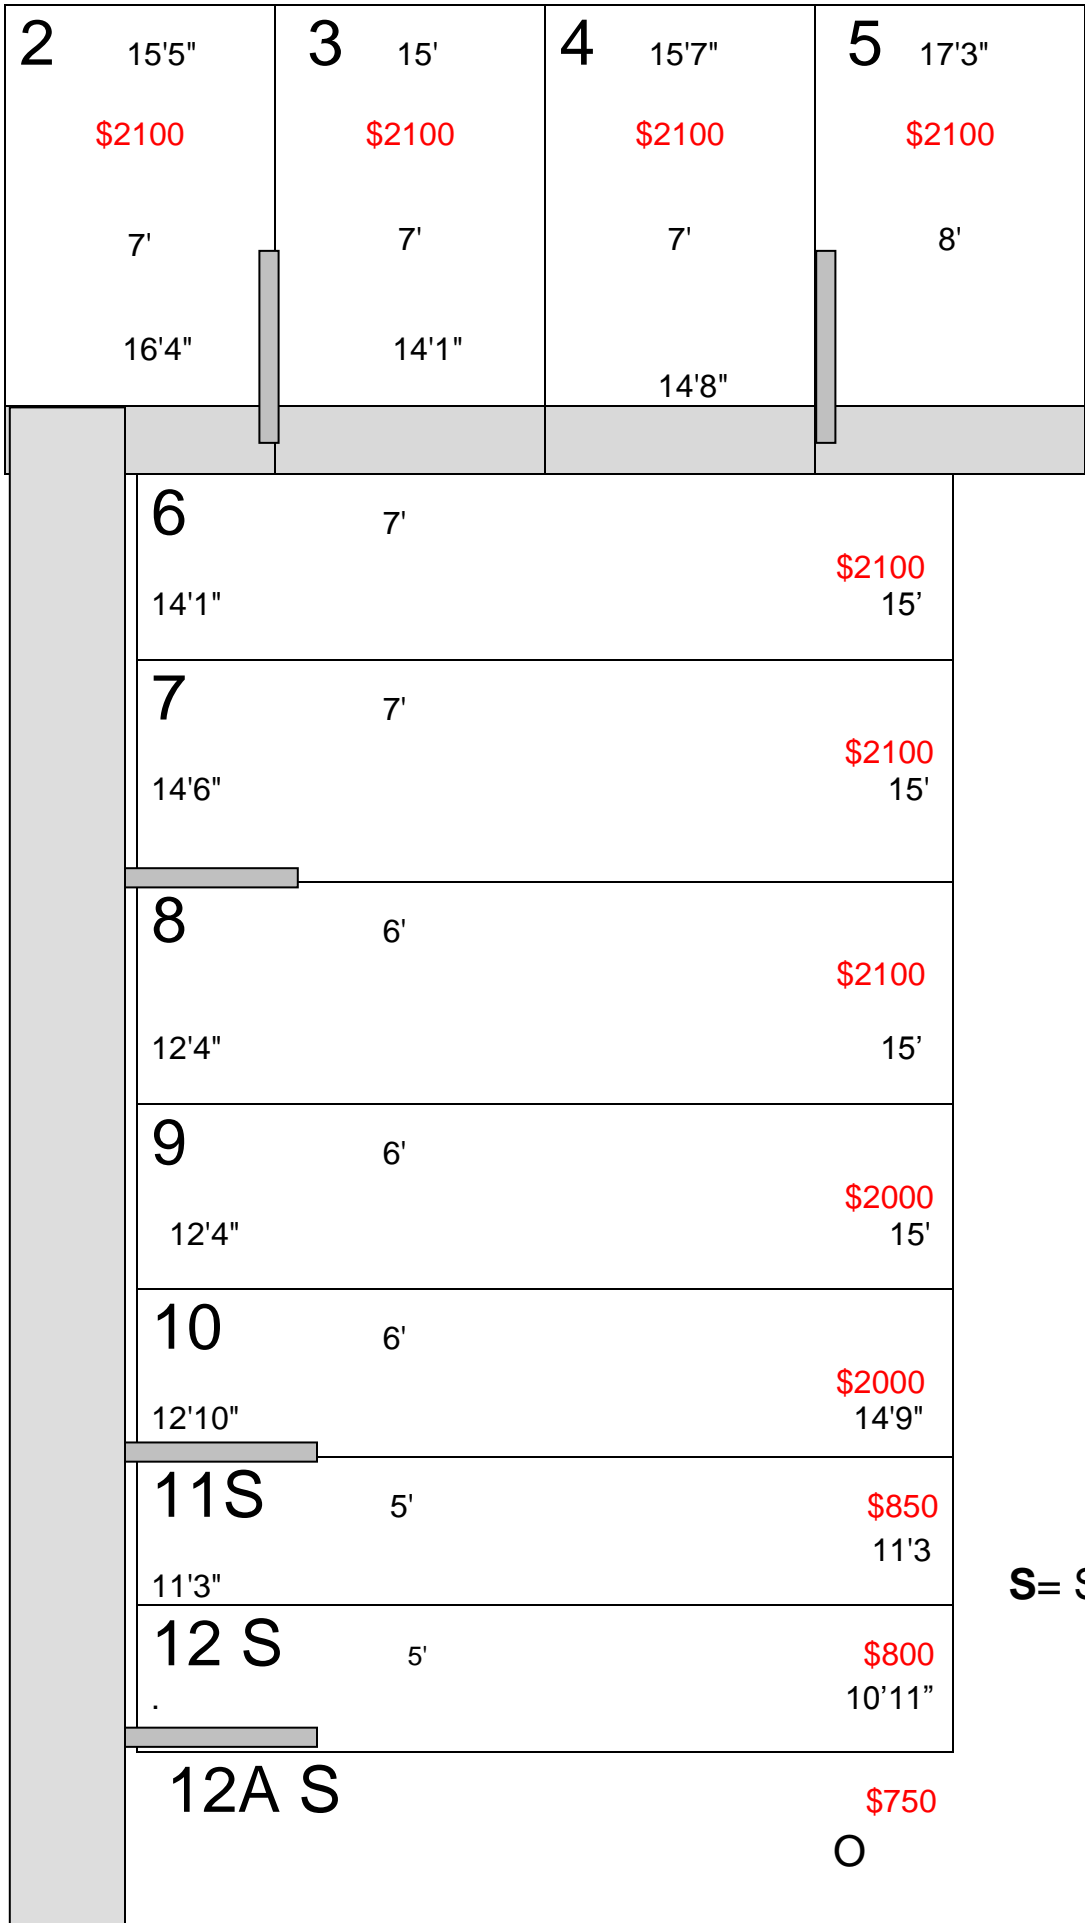 2 15'5" 3 15' 4 15'7" 5 17'3"
$2100 $2100 $2100 $2100
7' 7' 7' 8'
16'4" 14'1"
14'8"
6 7'
$2100
14'1" 15’
7 7'
$2100
14'6" 15'
8 6'
$2100
12'4" 15’
9 6'
$2000
12'4" 15'
10 6'
$2000
12'10" 14'9"
11S 5' $850
11'3
11'3"
S= S
12 S 5' $800
. 10’11”
12A S $750
O